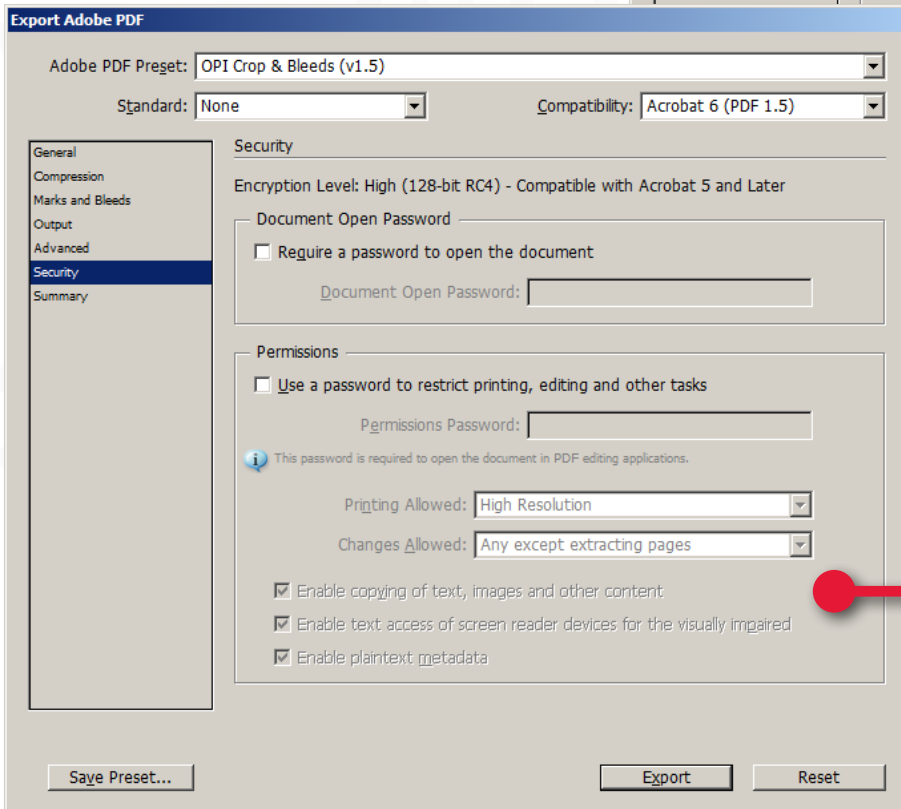 Export Adobe PDF
Adobe PDF Preset: OPI Crop & Bleeds (v1.5)
Standard: None Compatibility: Acrobat 6 (PDF 1.5)
General
Compression
Marks and Bleeds
Output
Advanced
Security
Summary
Security
Encryption Level: High (128-bit RC4) - Compatible with Acrobat 5 and Later
Document Open Password
Require a password to open the document
Document Open Password:
Permissions
Use a password to restrict printing, editing and other tasks
Permissions Password:
This password is required to open the document in PDF editing applications.
Printing Allowed: High Resolution
Changes Allowed: Any except extracting pages
Enable copying of text, images and other content
Enable text access of screen reader devices for the visually impaired
Enable plaintext metadata
Save Preset... Export Reset